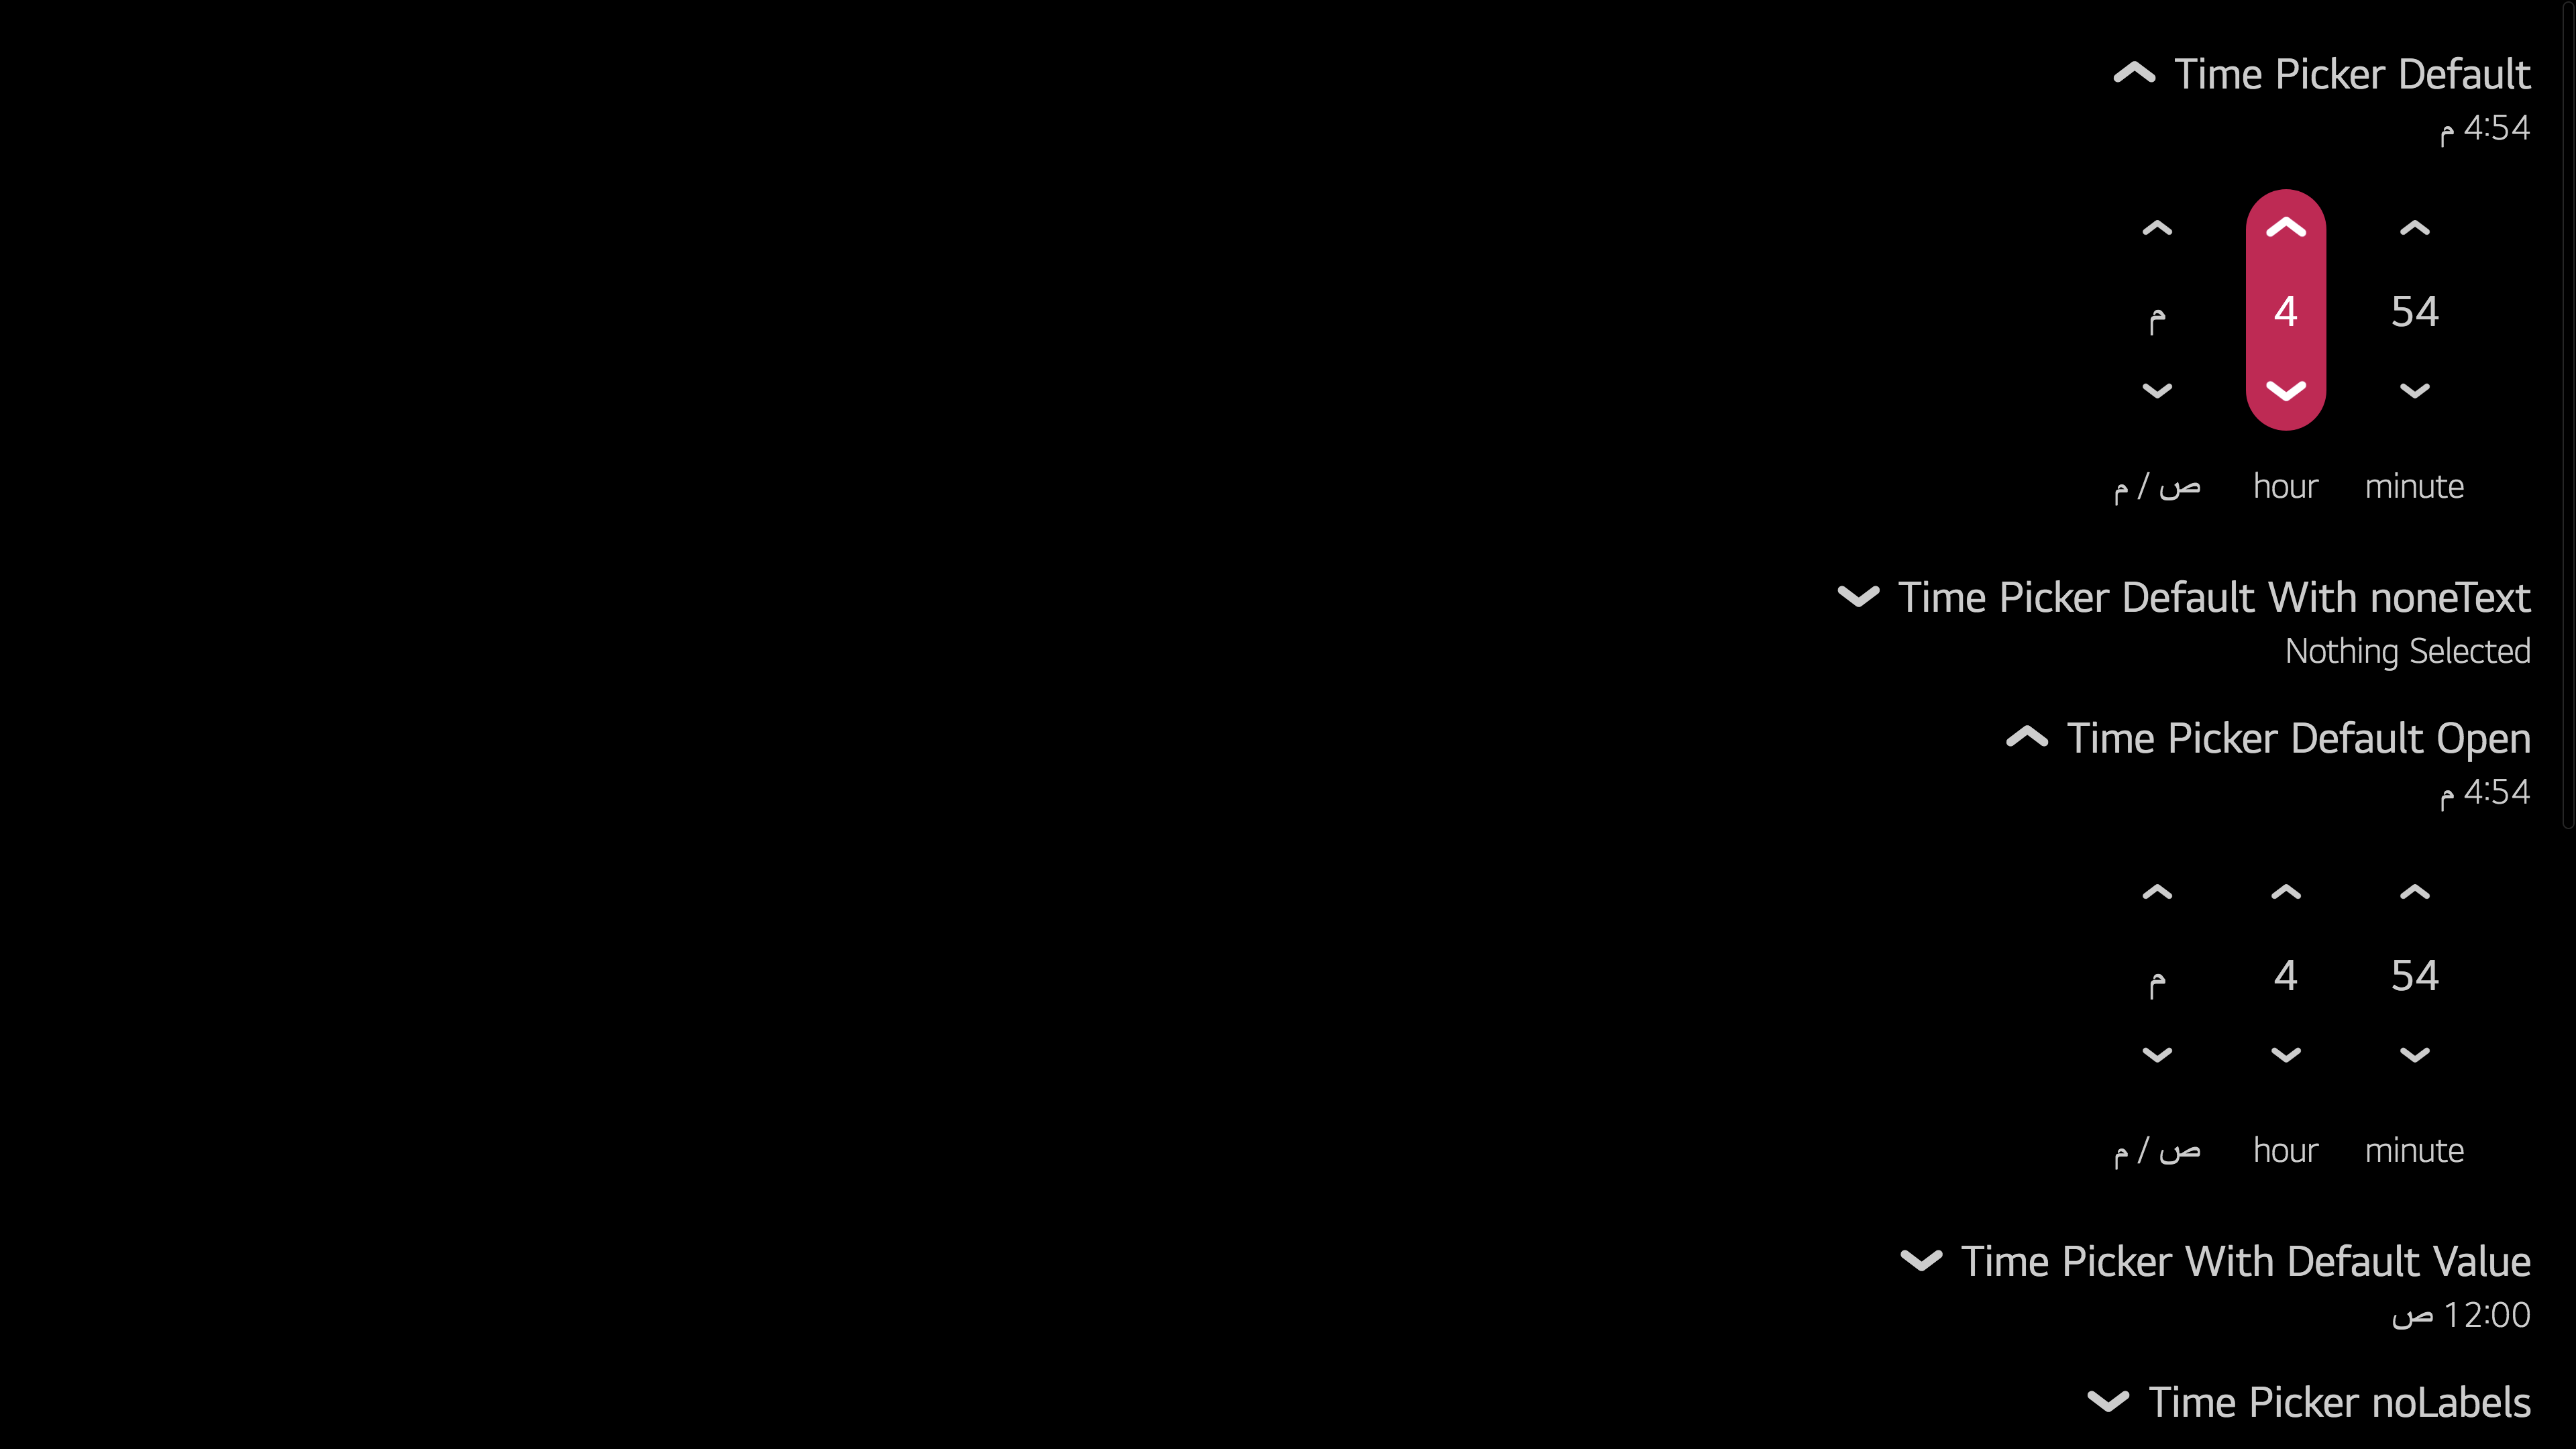 Time Picker Default
4:54 م
م 4 54
ص / م hour minute
Time Picker Default With noneText
Nothing Selected
Time Picker Default Open
4:54 م
م 4 54
ص / م hour minute
Time Picker With Default Value
12:00 ص
Time Picker noLabels